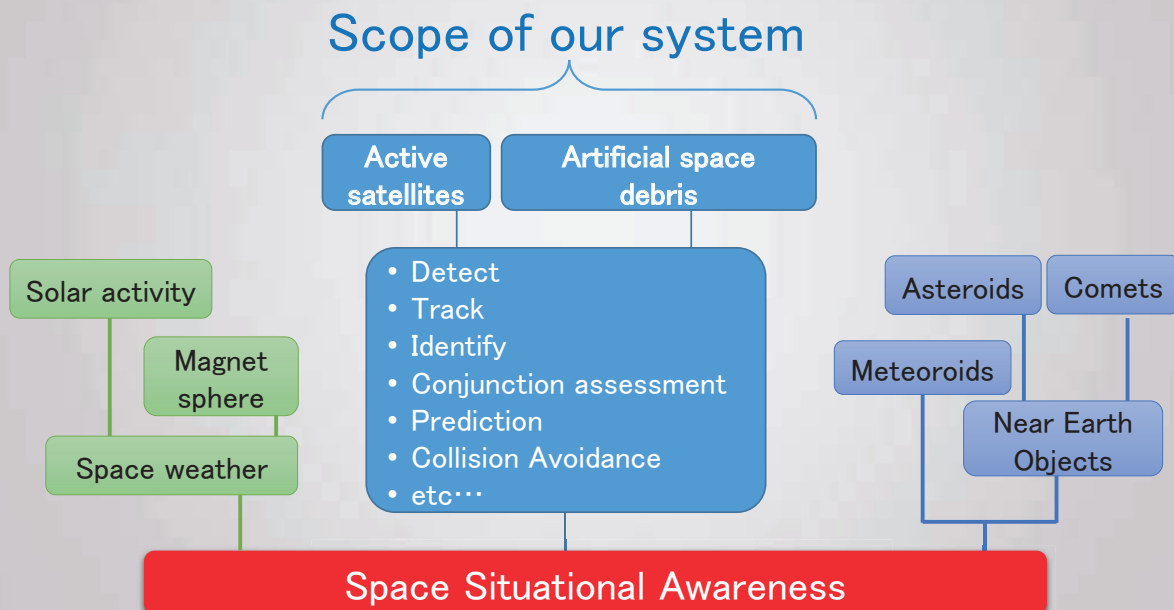 Scope of our system
Active
satellites
Artificial space
debris
• Detect
• Track
• Identify
• Conjunction assessment
• Prediction
• Collision Avoidance
• etc…
Solar activity
Magnet
sphere
Space weather
Asteroids
Comets
Meteoroids
Near Earth
Objects
Space Situational Awareness